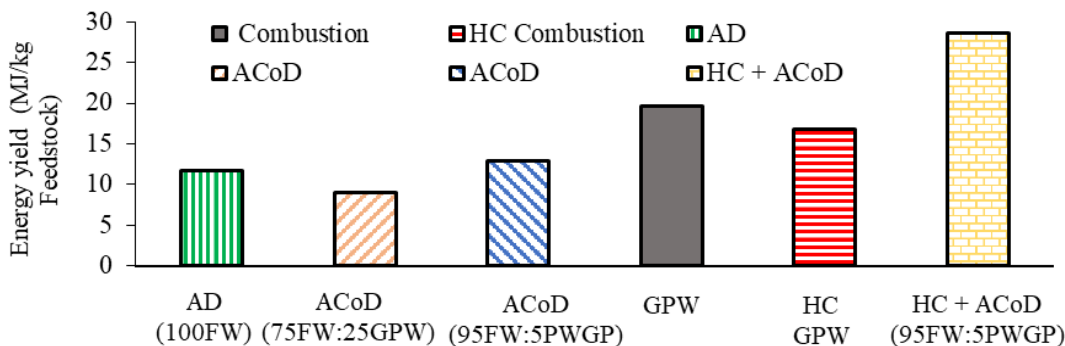 Energy yield (MJ/kg
Feedstock)
30
25
20
15
10
5
0
Combustion
HC Combustion
AD
ACoD
ACoD
HC + ACoD
AD
(100FW)
ACoD
(75FW:25GPW)
ACoD
(95FW:5PWGP)
GPW
HC
GPW
HC + ACoD
(95FW:5PWGP)